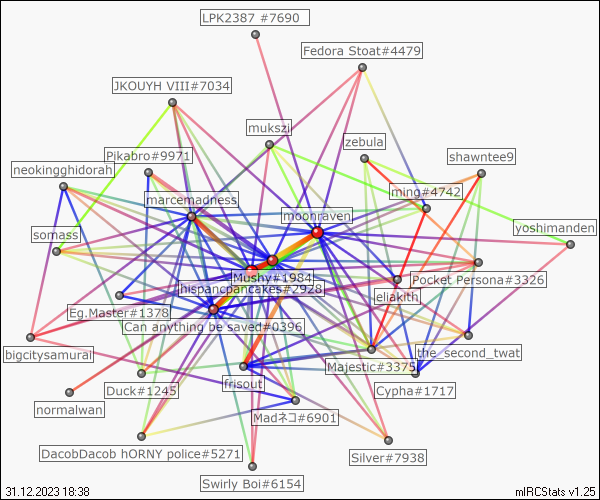 LPK2387 #7690
Fedora Stoat#4479
JKOUYH VIII#7034
mukszi
zebula
Pikabro#9971
shawntee9
neokingghidorah
ming#4742
marcemadness
moonraven
yoshimanden
somass
Mushy#1984
Pocket Persona#3326
hispanicpancakes#2928
eliakith
Eg.Master#1378
Can anything be saved#0396
bigcitysamurai
the_second_twat
Majestic#3375
frisout
Duck#1245
Cypha#1717
normalwan
Madネコ#6901
DacobDacob hORNY police#5271
Silver#7938
Swirly Boi#6154
31.12.2023 18:38
mIRCStats v1.25